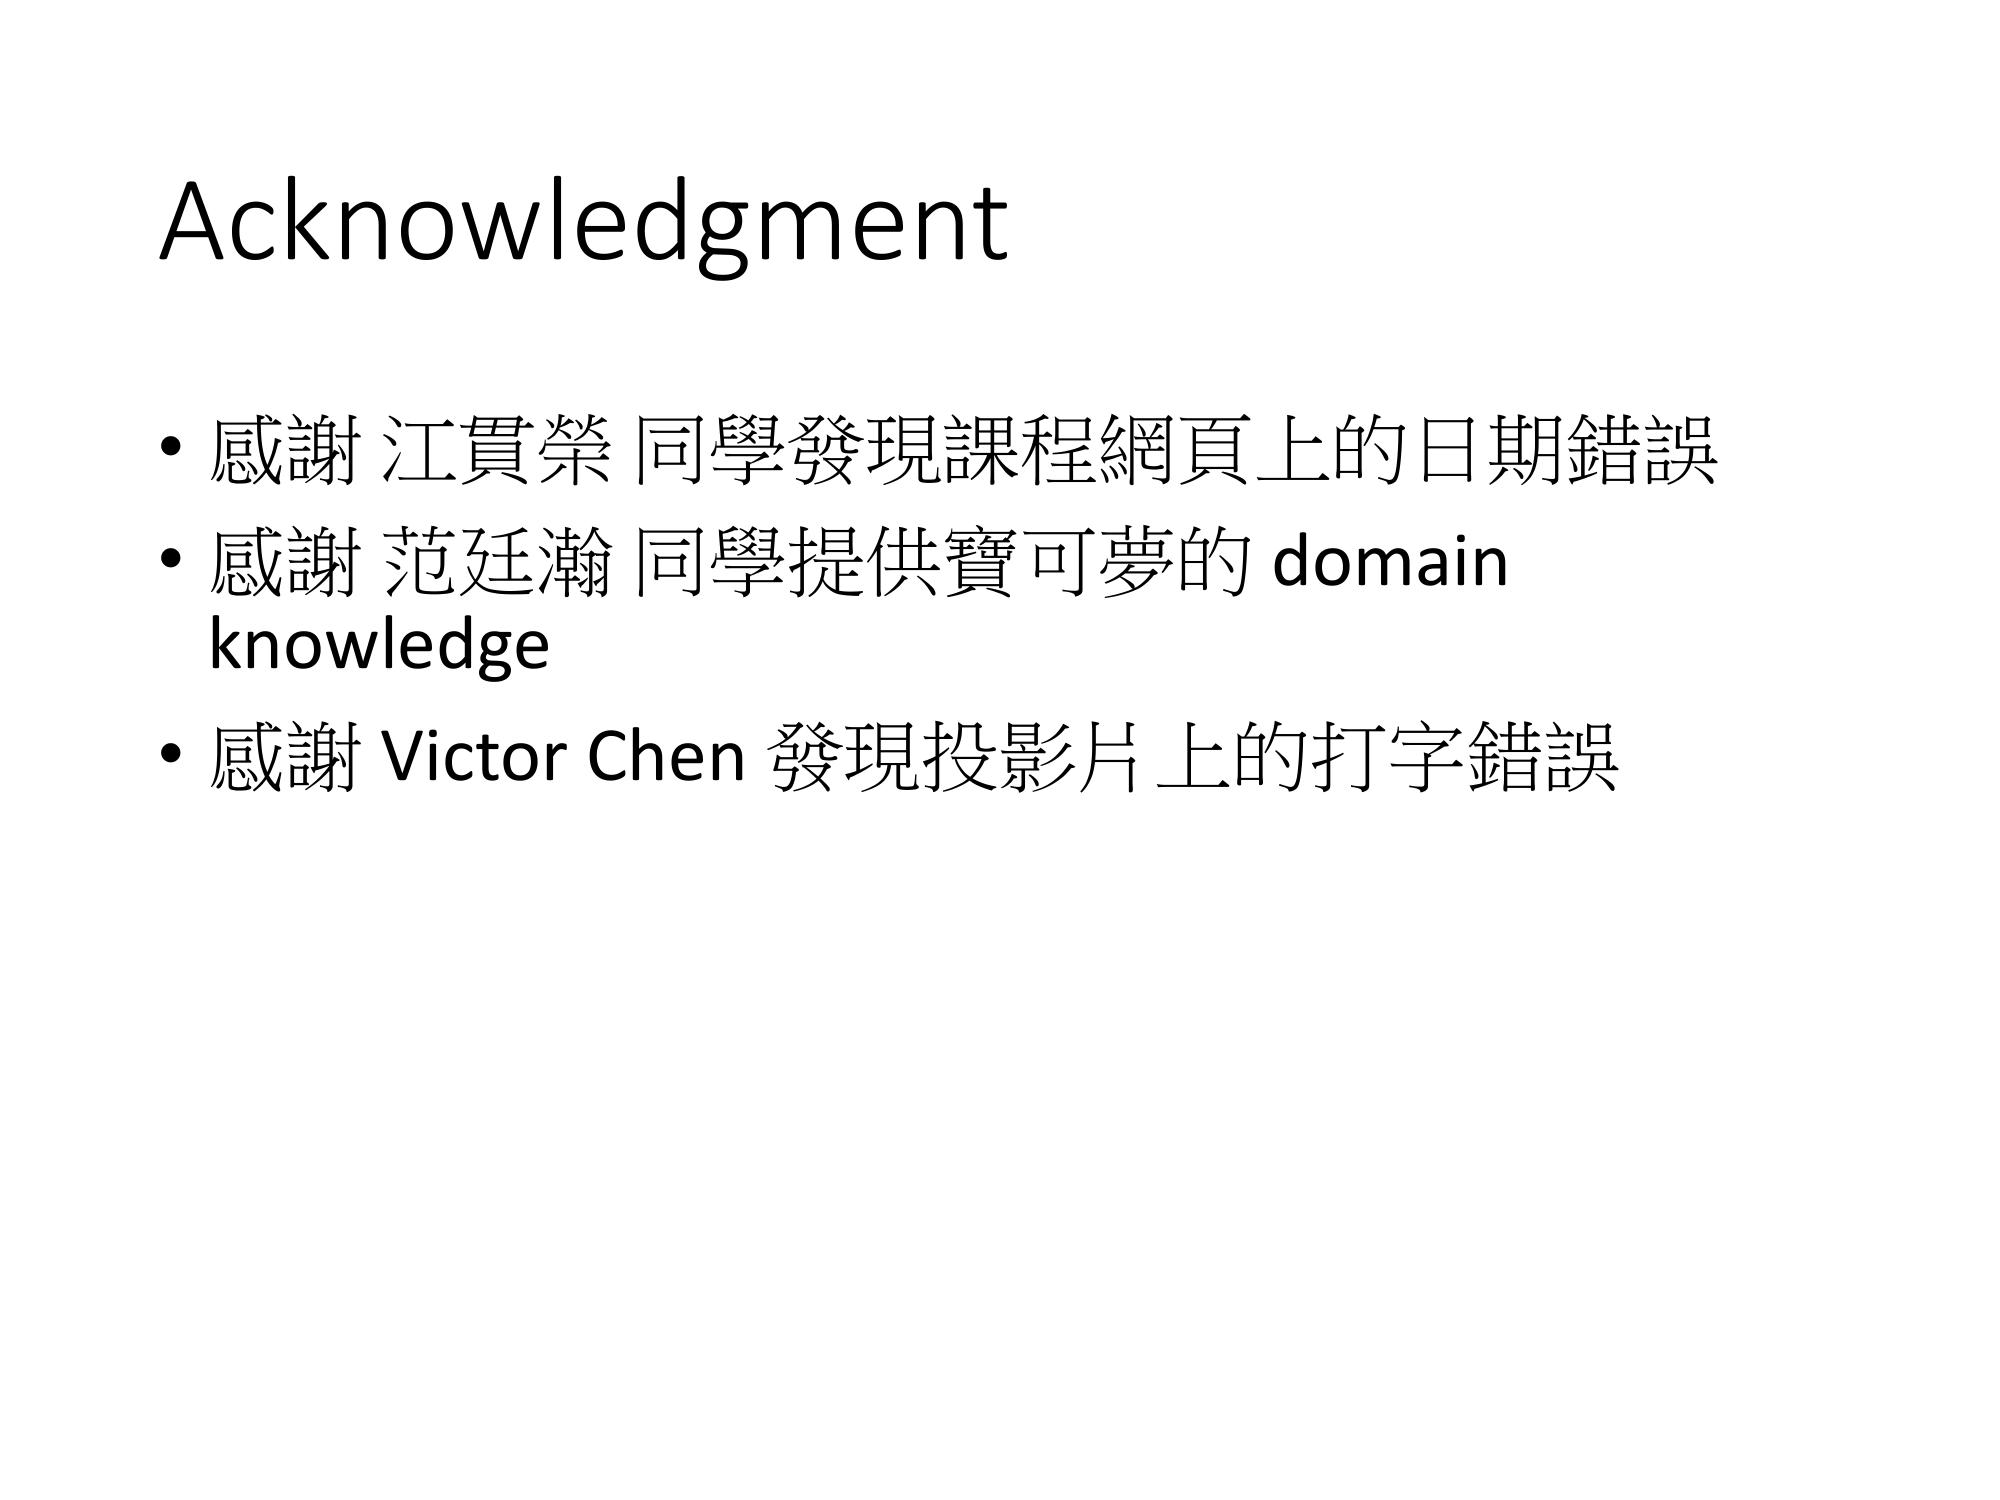 Acknowledgment
• 感謝 江貫榮 同學發現課程網頁上的日期錯誤
• 感謝 范廷瀚 同學提供寶可夢的 domain
knowledge
• 感謝 Victor Chen 發現投影片上的打字錯誤